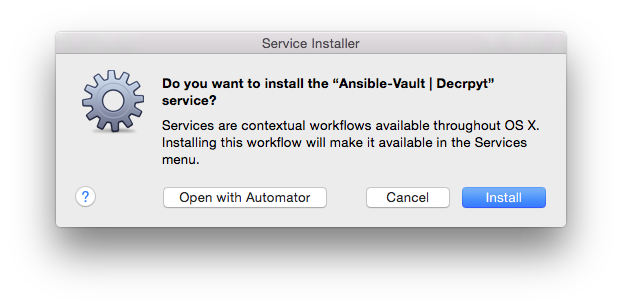 Service Installer
Do you want to install the “Ansible-Vault | Decrpyt”
service?
Services are contextual workflows available throughout OS X.
Installing this workflow will make it available in the Services
menu.
?
Open with Automator
Cancel
Install